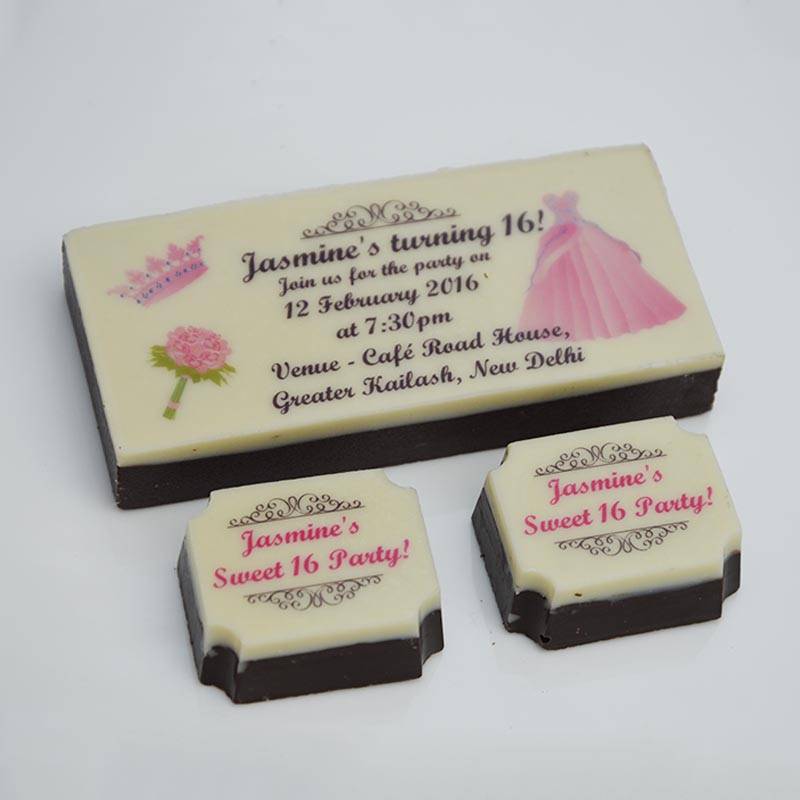 Jasmine's turning 16!
Join us for the party on
12 February 2016
at 7:30pm
Venue - Café Road House,
Greater Kailash, New Delhi
Jasmine's
Sweet 16 Party!
Jasmine's
Sweet 16 Party!